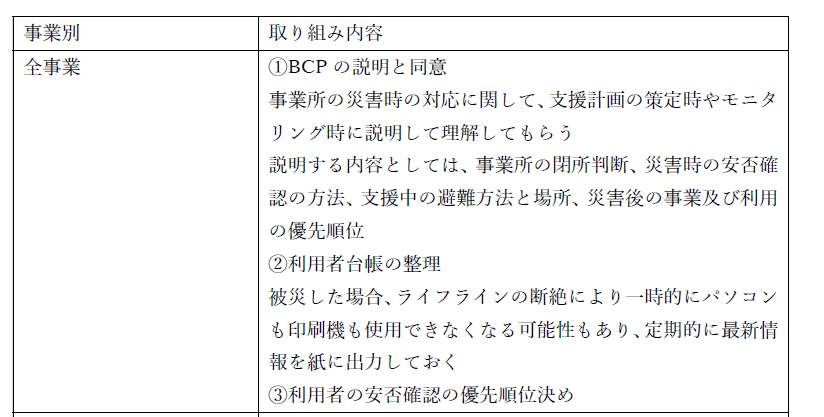 事業別 取り組み内容
全事業 ①BCP の説明と同意
事業所の災害時の対応に関して、支援計画の策定時やモニタ
リング時に説明して理解してもらう
説明する内容としては、事業所の閉所判断、災害時の安否確
認の方法、支援中の避難方法と場所、災害後の事業及び利用
の優先順位
②利用者台帳の整理
被災した場合、ライフラインの断絶により一時的にパソコン
も印刷機も使用できなくなる可能性もあり、定期的に最新情
報を紙に出力しておく
③利用者の安否確認の優先順位決め